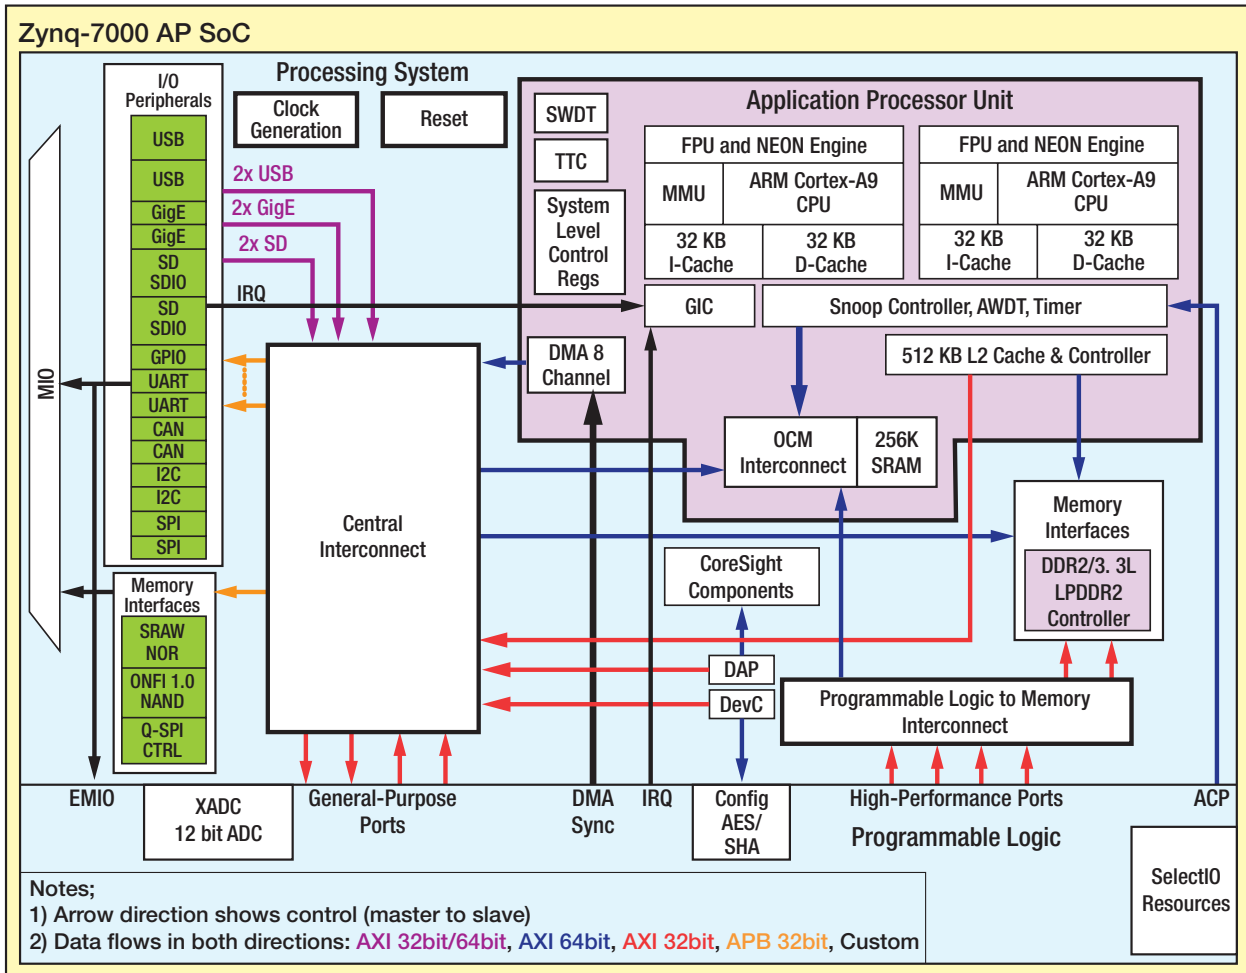 Zynq-7000 AP SoC
Processing System
I/O
Peripherals
USB
USB
GigE
GigE
SD
SDIO
SD
SDIO
GPIO
UART
UART
CAN
CAN
I2C
I2C
SPI
SPI
MIO
Clock
Generation
Reset
2x USB
2x GigE
2x SD
IRQ
Application Processor Unit
SWDT
TTC
System
Level
Control
Regs
FPU and NEON Engine
MMU
ARM Cortex-A9
CPU
32 KB
I-Cache
32 KB
D-Cache
FPU and NEON Engine
MMU
ARM Cortex-A9
CPU
32 KB
I-Cache
32 KB
D-Cache
GIC
Snoop Controller, AWDT, Timer
DMA 8
Channel
512 KB L2 Cache & Controller
OCM
Interconnect
256K
SRAM
Central
Interconnect
CoreSight
Components
Memory
Interfaces
DDR2/3. 3L
LPDDR2
Controller
Memory
Interfaces
SRAW
NOR
ONFI 1.0
NAND
Q-SPI
CTRL
DAP
DevC
Programmable Logic to Memory
Interconnect
EMIO
XADC
12 bit ADC
General-Purpose
Ports
DMA
Sync
IRQ
Config
AES/
SHA
High-Performance Ports
ACP
Programmable Logic
SelectIO
Resources
Notes;
1) Arrow direction shows control (master to slave)
2) Data flows in both directions: AXI 32bit/64bit, AXI 64bit, AXI 32bit, APB 32bit, Custom